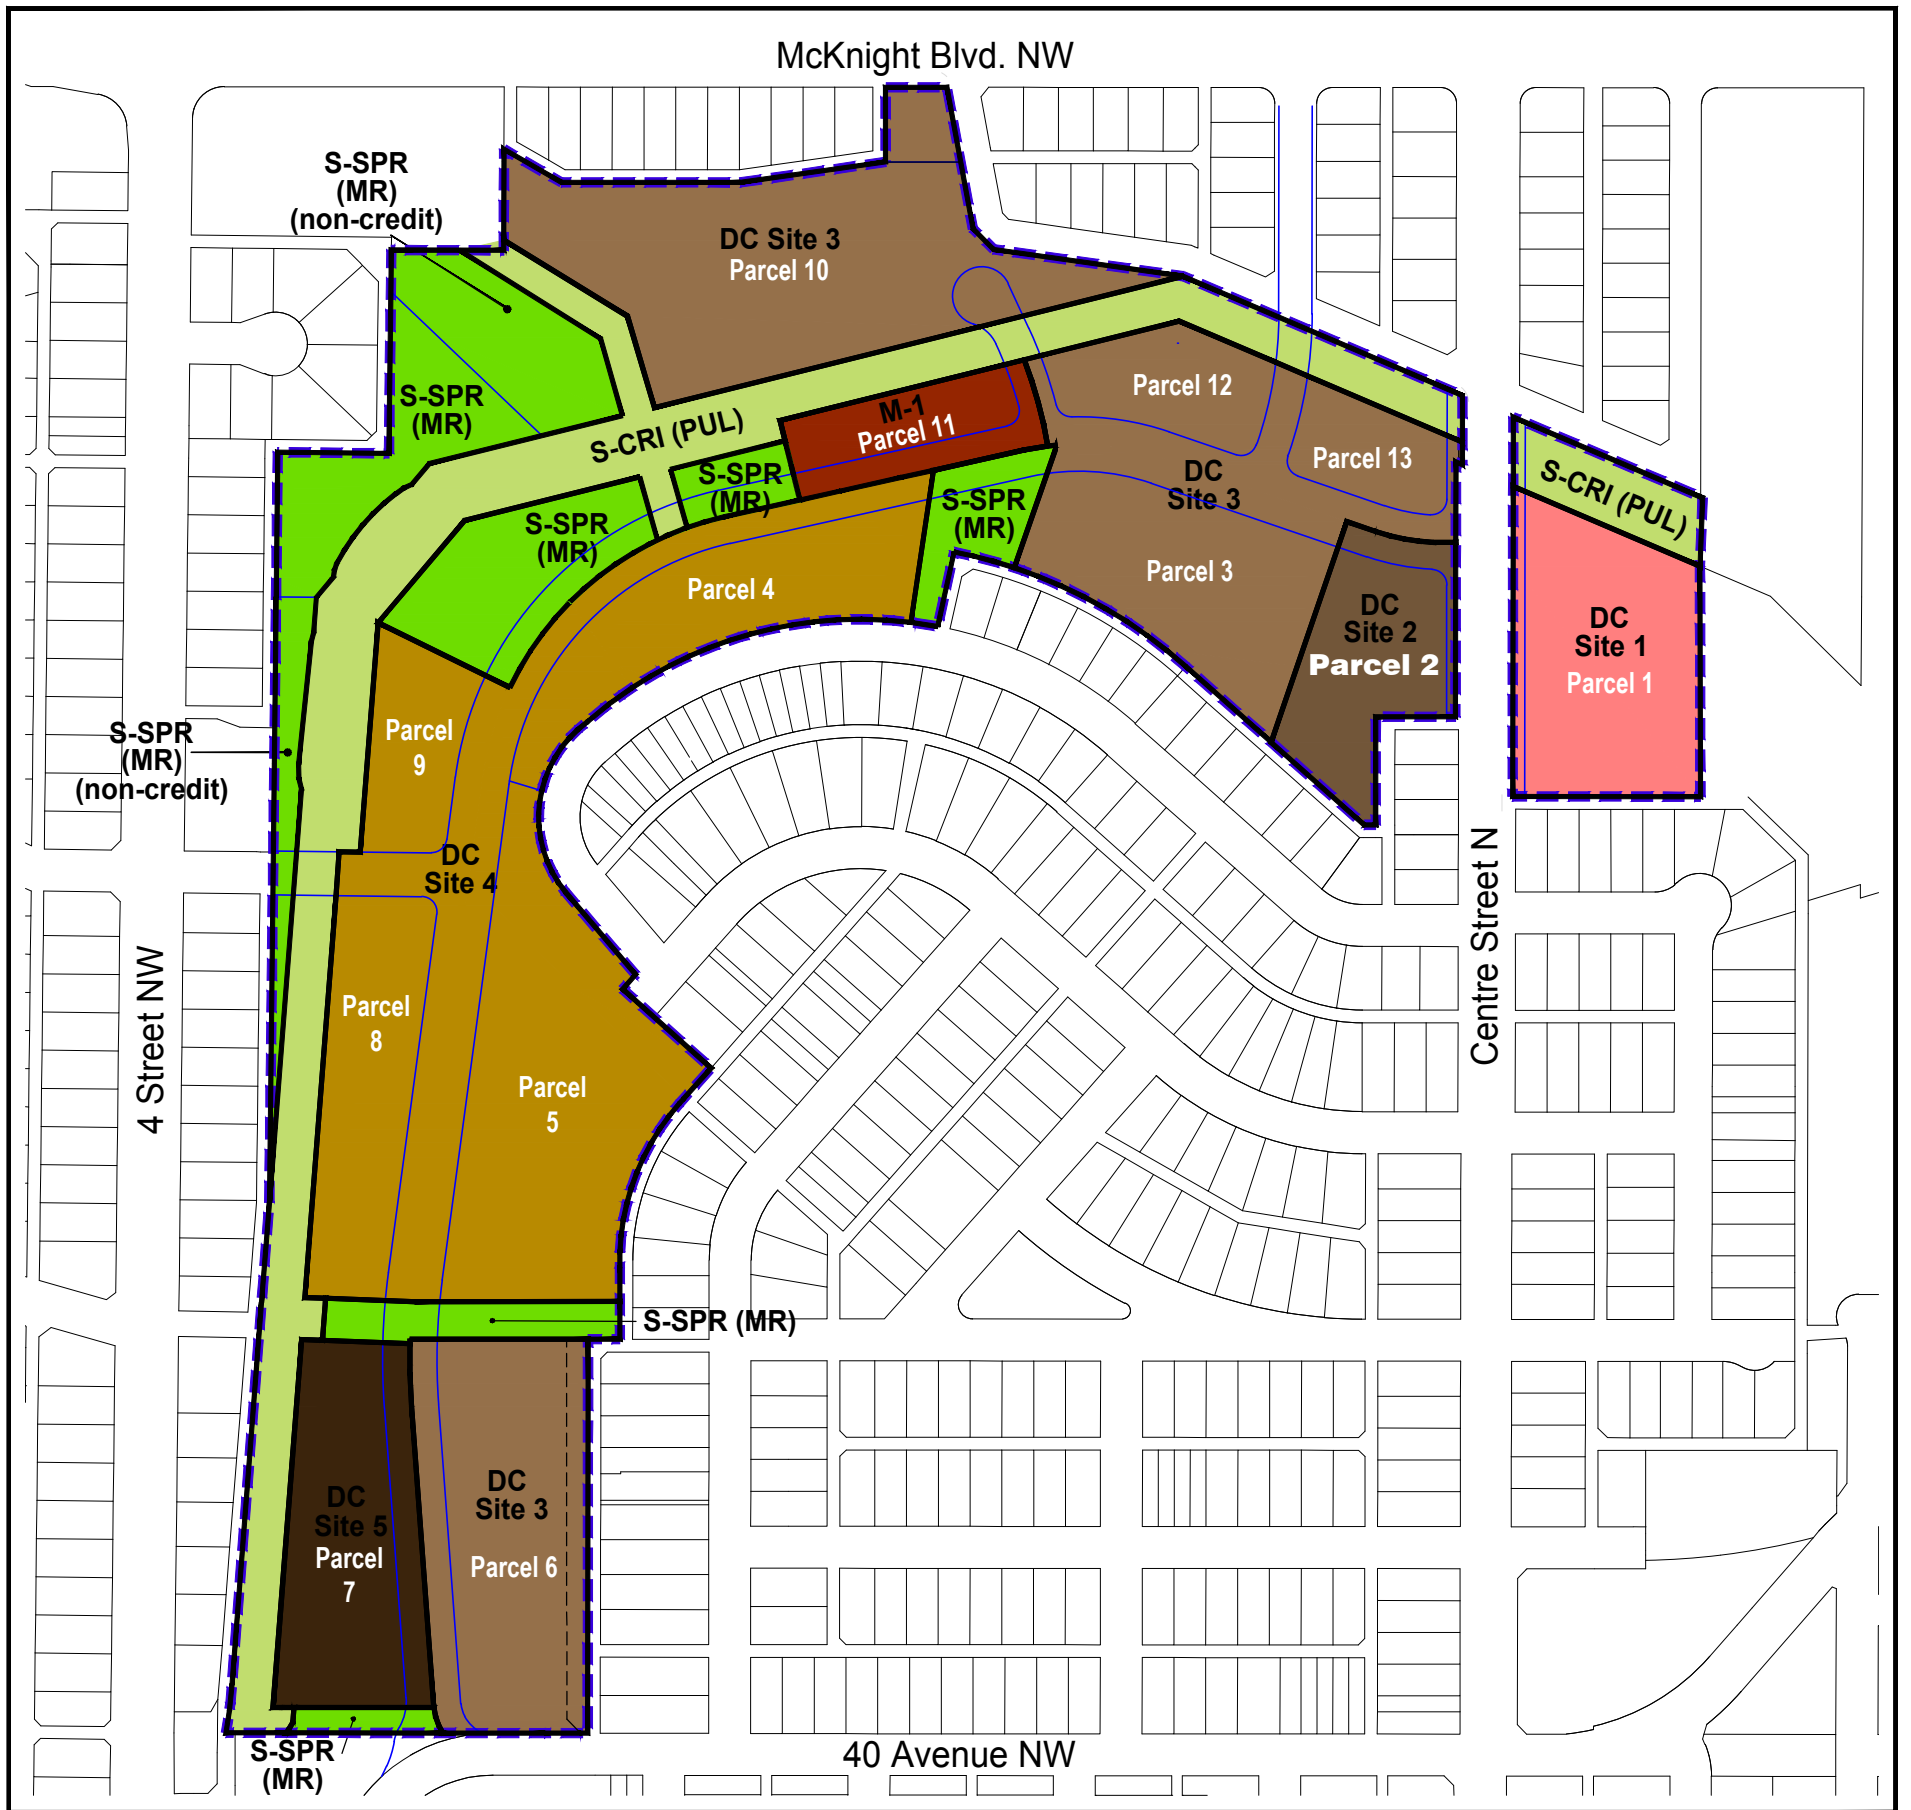 McKnight Blvd. NW
S-SPR
(MR)
(non-credit)
DC Site 3
Parcel 10
S-SPR
(MR)
S-CRI (PUL)
M-1
Parcel 11
Parcel 12
Parcel 13
DC
Site 3
S-SPR
(MR)
S-SPR
(MR)
S-SPR
(MR)
S-CRI (PUL)
Parcel 4
Parcel 3
DC
Site 2
Parcel 2
DC
Site 1
Parcel 1
Parcel
9
S-SPR
(MR)
(non-credit)
DC
Site 4
4 Street NW
Centre Street N
Parcel
8
Parcel
5
S-SPR (MR)
DC
Site 5
Parcel
7
DC
Site 3
Parcel 6
S-SPR
(MR)
40 Avenue NW